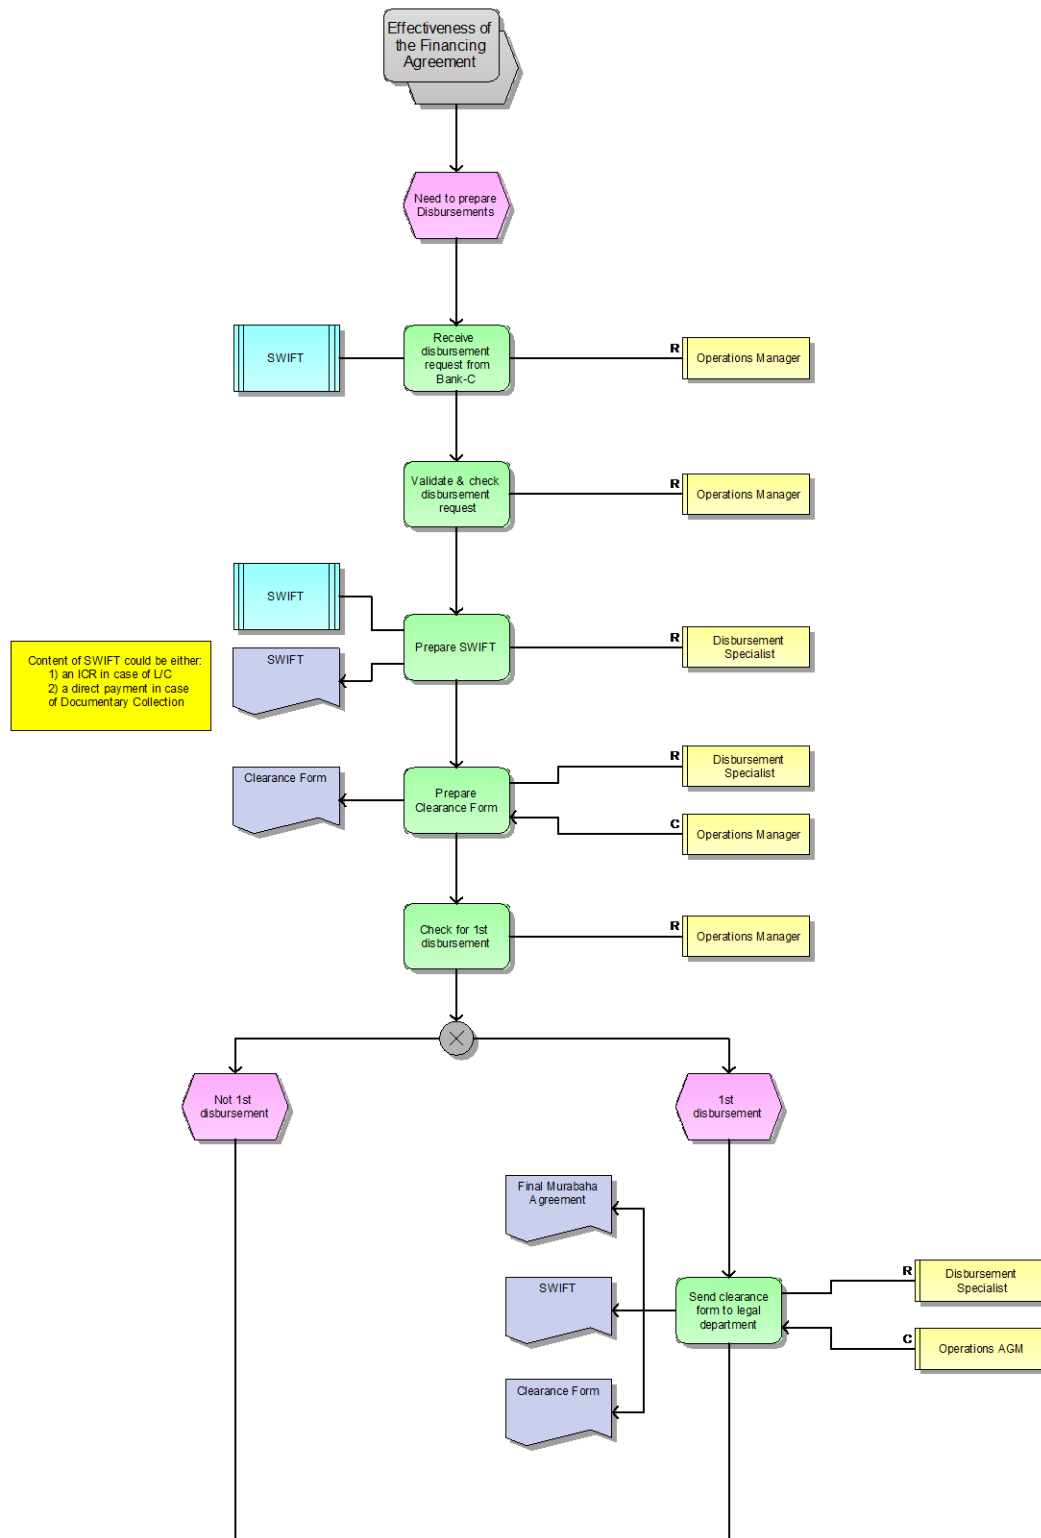 Effectiveness of
the Financing
Agreement
Need to prepare
Disbursements
SWIFT
Receive
disbursement
request from
Bank-C
R
Operations Manager
Validate & check
disbursement
request
R
Operations Manager
SWIFT
Content of SWIFT could be either:
1) an ICR in case of L/C
2) a direct payment in case
of Documentary Collection
SWIFT
Prepare SWIFT
R
Disbursement
Specialist
Clearance Form
Prepare
Clearance Form
R
Disbursement
Specialist
C
Operations Manager
Check for 1st
disbursement
R
Operations Manager
Not 1st
disbursement
1st
disbursement
Final Murabaha
Agreement
SWIFT
Clearance Form
Send clearance
form to legal
department
R
Disbursement
Specialist
C
Operations AGM